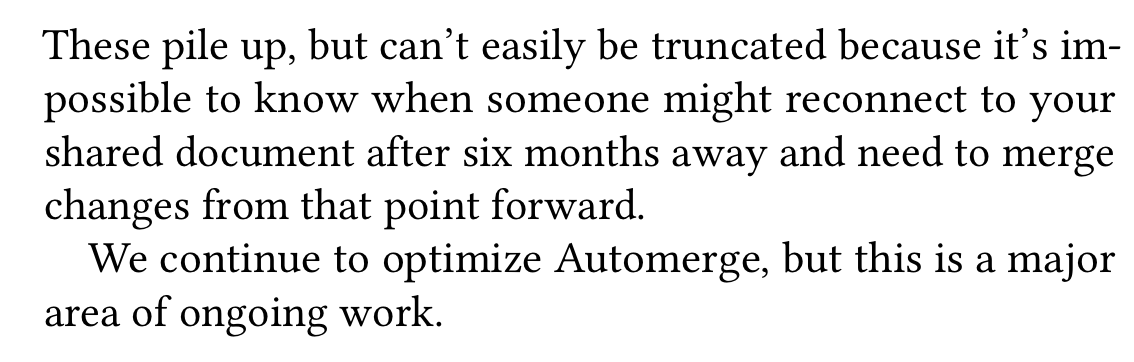 These pile up, but can’t easily be truncated because it’s im-
possible to know when someone might reconnect to your
shared document after six months away and need to merge
changes from that point forward.
We continue to optimize Automerge, but this is a major
area of ongoing work.